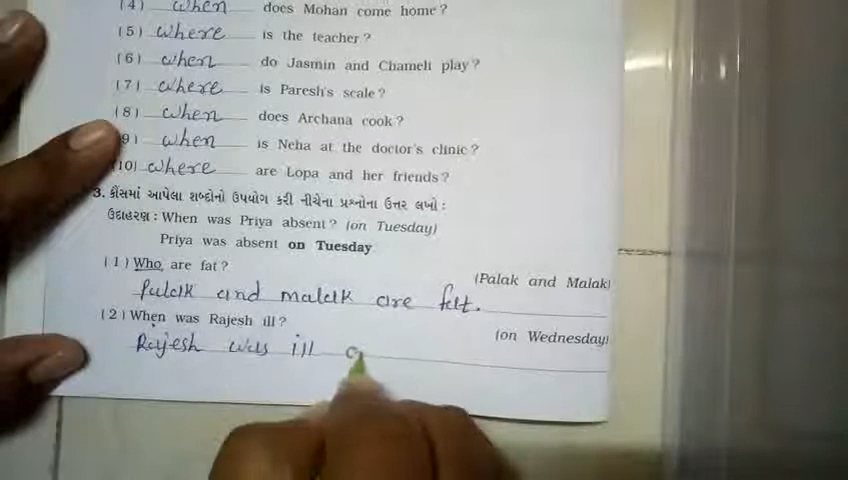 (4) when does Mohan come home?
(5) where is the teacher?
(6) when do Jasmin and Chameli play?
(7) where is Paresh's scale?
(8) when does Archana cook?
9) when is Neha at the doctor's clinic?
(10) where are Lopa and her friends?
3. કૌંસમાં આપેલા શબ્દોનો ઉપયોગ કરી નીચેના પ્રશ્નોના ઉત્તર લખો :
ઉદાહરણ : When was Priya absent? (on Tuesday)
Priya was absent on Tuesday.
(1) Who are fat? (Palak and Malak)
Palak and malak are fat.
(2) When was Rajesh ill? (on Wednesday)
Rajesh was ill o